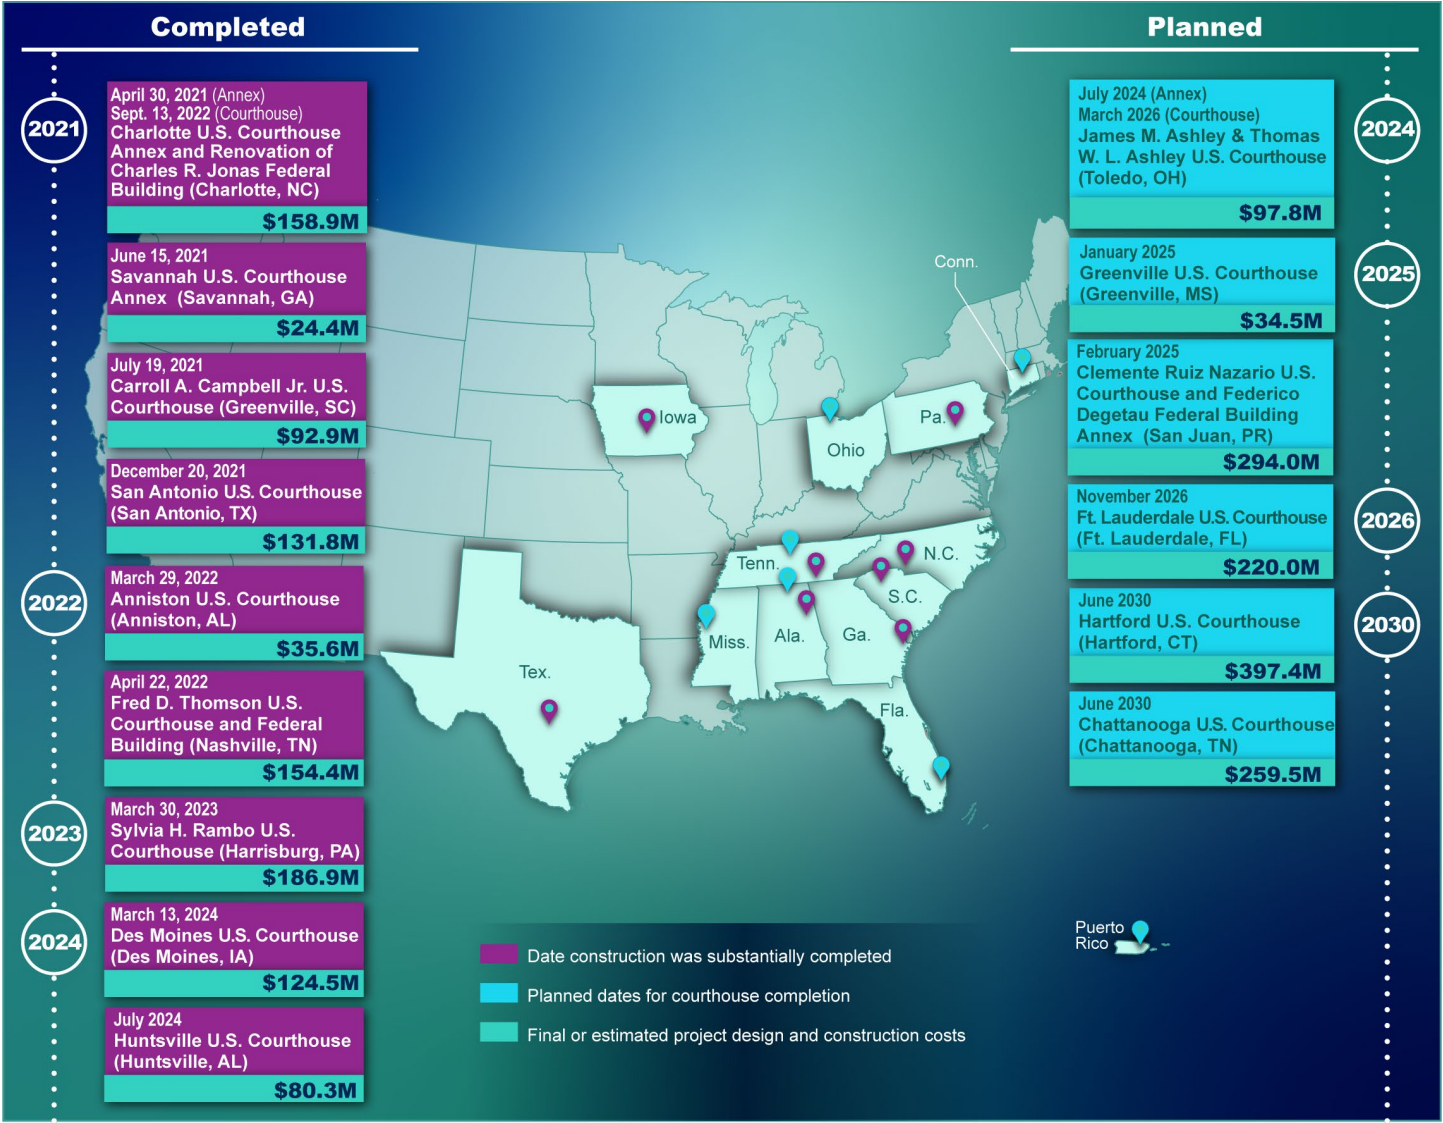 Completed
2021
April 30, 2021 (Annex)
Sept. 13, 2022 (Courthouse)
Charlotte U.S. Courthouse
Annex and Renovation of
Charles R. Jonas Federal
Building (Charlotte, NC)
$158.9M
June 15, 2021
Savannah U.S. Courthouse
Annex (Savannah, GA)
$24.4M
July 19, 2021
Carroll A. Campbell Jr. U.S.
Courthouse (Greenville, SC)
$92.9M
December 20, 2021
San Antonio U.S. Courthouse
(San Antonio, TX)
$131.8M
2022
March 29, 2022
Anniston U.S. Courthouse
(Anniston, AL)
$35.6M
April 22, 2022
Fred D. Thomson U.S.
Courthouse and Federal
Building (Nashville, TN)
$154.4M
2023
March 30, 2023
Sylvia H. Rambo U.S.
Courthouse (Harrisburg, PA)
$186.9M
2024
March 13, 2024
Des Moines U.S. Courthouse
(Des Moines, IA)
$124.5M
July 2024
Huntsville U.S. Courthouse
(Huntsville, AL)
$80.3M
Conn.
Iowa
Pa.
Ohio
Tenn.
N.C.
S.C.
Miss.
Ala.
Ga.
Tex.
Fla.
Puerto
Rico
Date construction was substantially completed
Planned dates for courthouse completion
Final or estimated project design and construction costs
Planned
2024
July 2024 (Annex)
March 2026 (Courthouse)
James M. Ashley & Thomas
W. L. Ashley U.S. Courthouse
(Toledo, OH)
$97.8M
2025
January 2025
Greenville U.S. Courthouse
(Greenville, MS)
$34.5M
February 2025
Clemente Ruiz Nazario U.S.
Courthouse and Federico
Degetau Federal Building
Annex (San Juan, PR)
$294.0M
2026
November 2026
Ft. Lauderdale U.S. Courthouse
(Ft. Lauderdale, FL)
$220.0M
2030
June 2030
Hartford U.S. Courthouse
(Hartford, CT)
$397.4M
June 2030
Chattanooga U.S. Courthouse
(Chattanooga, TN)
$259.5M